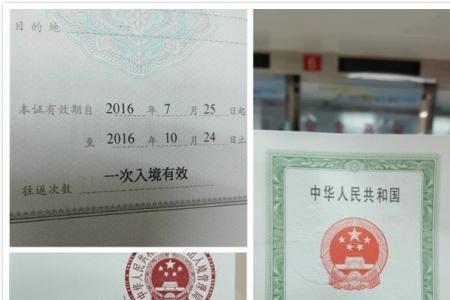 目的地
本证有效期自 2016 年 7 月 25 日起
至 2016 年 10 月 24 日止
一次入境有效
往返次数
6
中华人民共和国